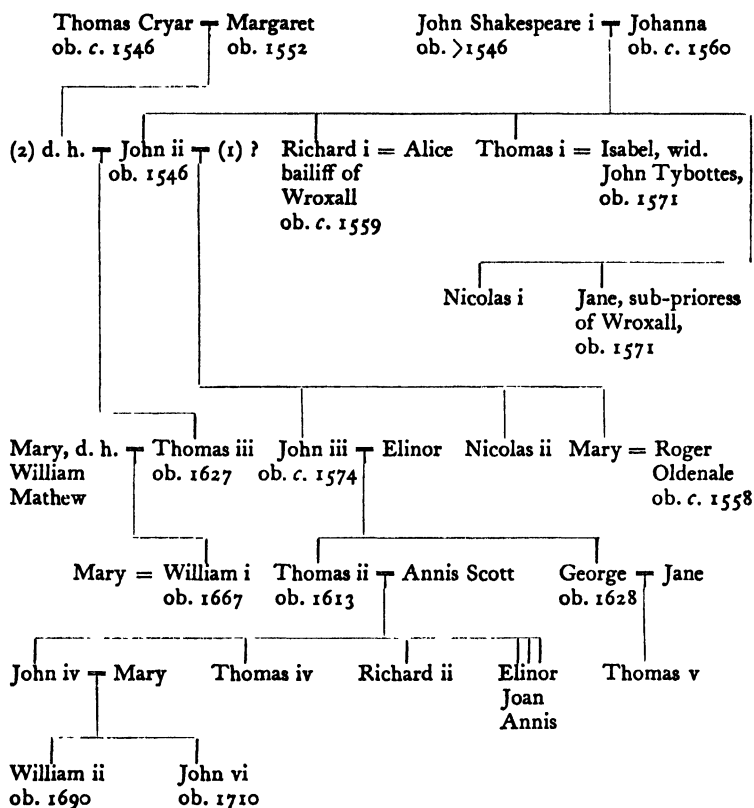 Thomas Cryar Margaret John Shakespeare i Johanna
ob. c. 1546 ob. 1552 ob. >1546 ob. c. 1560
(2) d. h. John ii (1) ? Richard i = Alice Thomas i = Isabel, wid.
ob. 1546 bailiff of John Tybottes,
Wroxall ob. 1571
ob. c. 1559
Nicolas i Jane, sub-prioress
of Wroxall,
ob. 1571
Mary, d. h. Thomas iii John iii Elinor Nicolas ii Mary = Roger
William ob. 1627 ob. c. 1574 Oldenale
Mathew ob. c. 1558
Mary = William i Thomas ii Annis Scott George Jane
ob. 1667 ob. 1613 ob. 1628
John iv Mary Thomas iv Richard ii Elinor Thomas v
Joan
Annis
William ii John vi
ob. 1690 ob. 1710